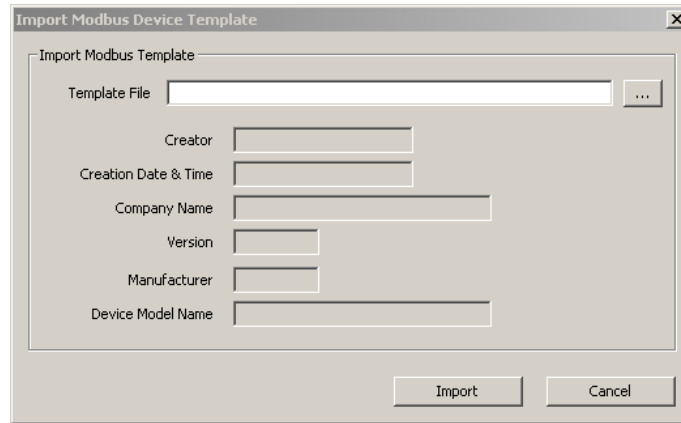 Import Modbus Device Template
Import Modbus Template
Template File
...
Creator
Creation Date & Time
Company Name
Version
Manufacturer
Device Model Name
Import
Cancel